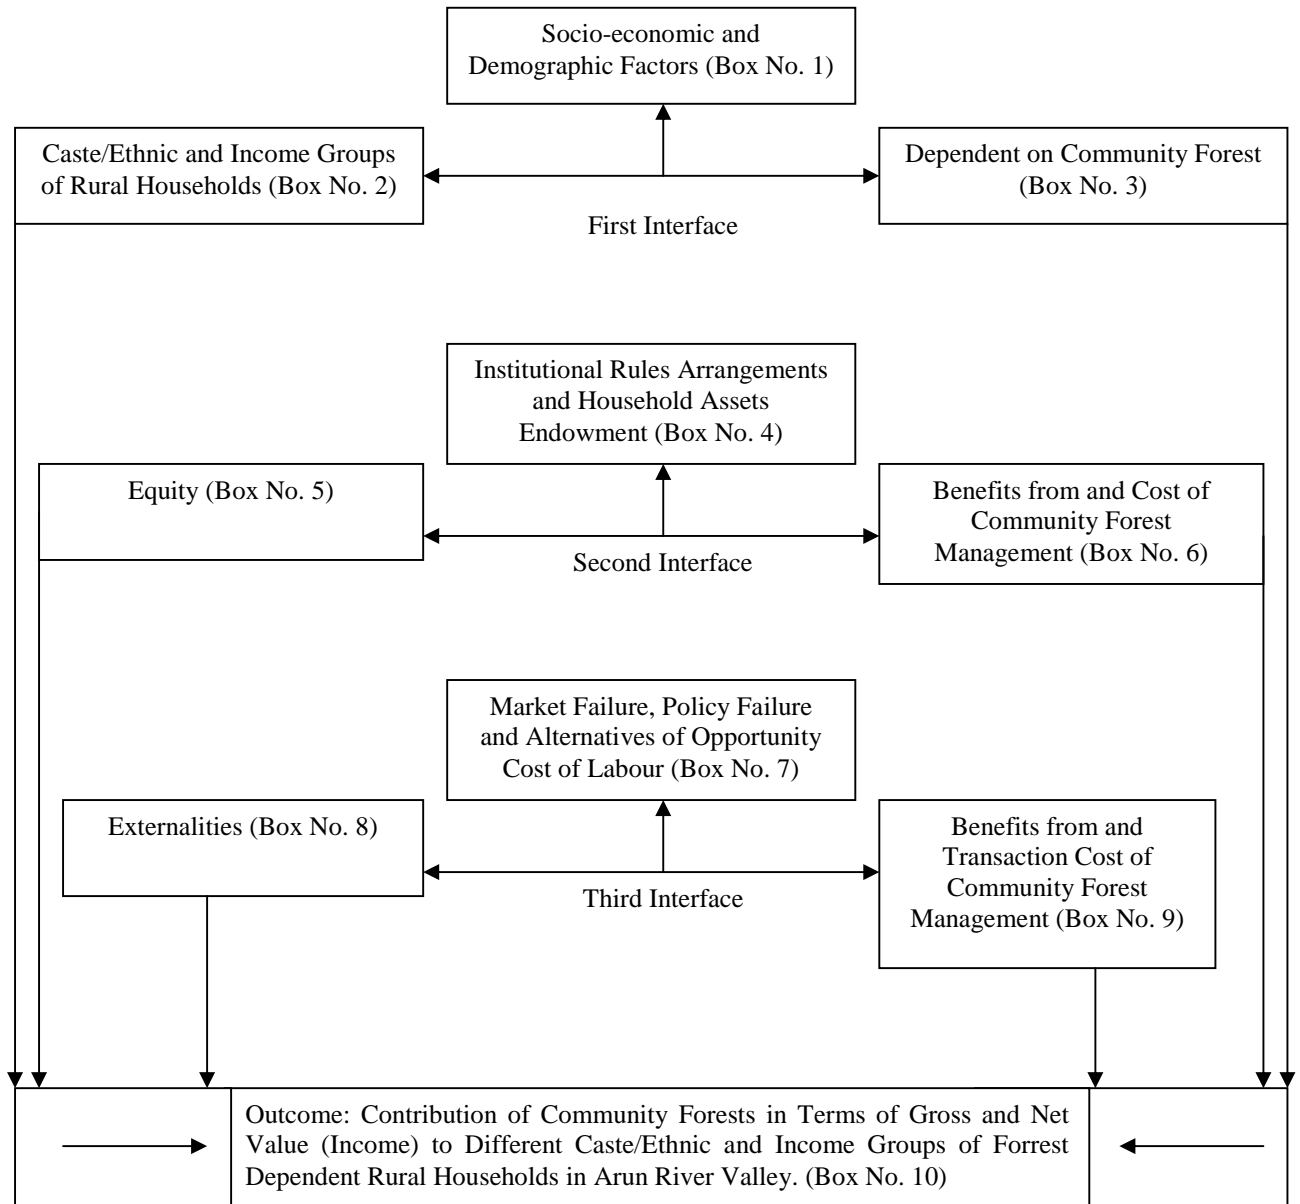 Socio-economic and
Demographic Factors (Box No. 1)
Caste/Ethnic and Income Groups
of Rural Households (Box No. 2)
Dependent on Community Forest
(Box No. 3)
First Interface
Institutional Rules Arrangements
and Household Assets
Endowment (Box No. 4)
Equity (Box No. 5)
Benefits from and Cost of
Community Forest
Management (Box No. 6)
Second Interface
Market Failure, Policy Failure
and Alternatives of Opportunity
Cost of Labour (Box No. 7)
Externalities (Box No. 8)
Benefits from and
Transaction Cost of
Community Forest
Management (Box No. 9)
Third Interface
Outcome: Contribution of Community Forests in Terms of Gross and Net
Value (Income) to Different Caste/Ethnic and Income Groups of Forrest
Dependent Rural Households in Arun River Valley. (Box No. 10)